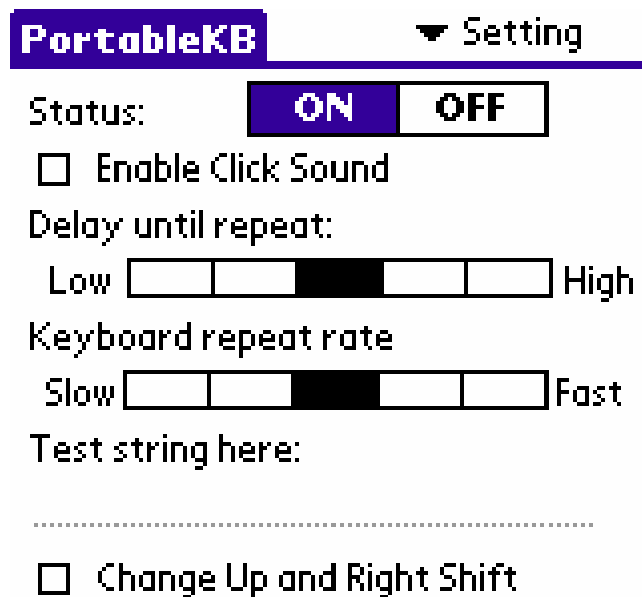 PortableKB Setting
Status: ON OFF
Enable Click Sound
Delay until repeat:
Low High
Keyboard repeat rate
Slow Fast
Test string here:
Change Up and Right Shift